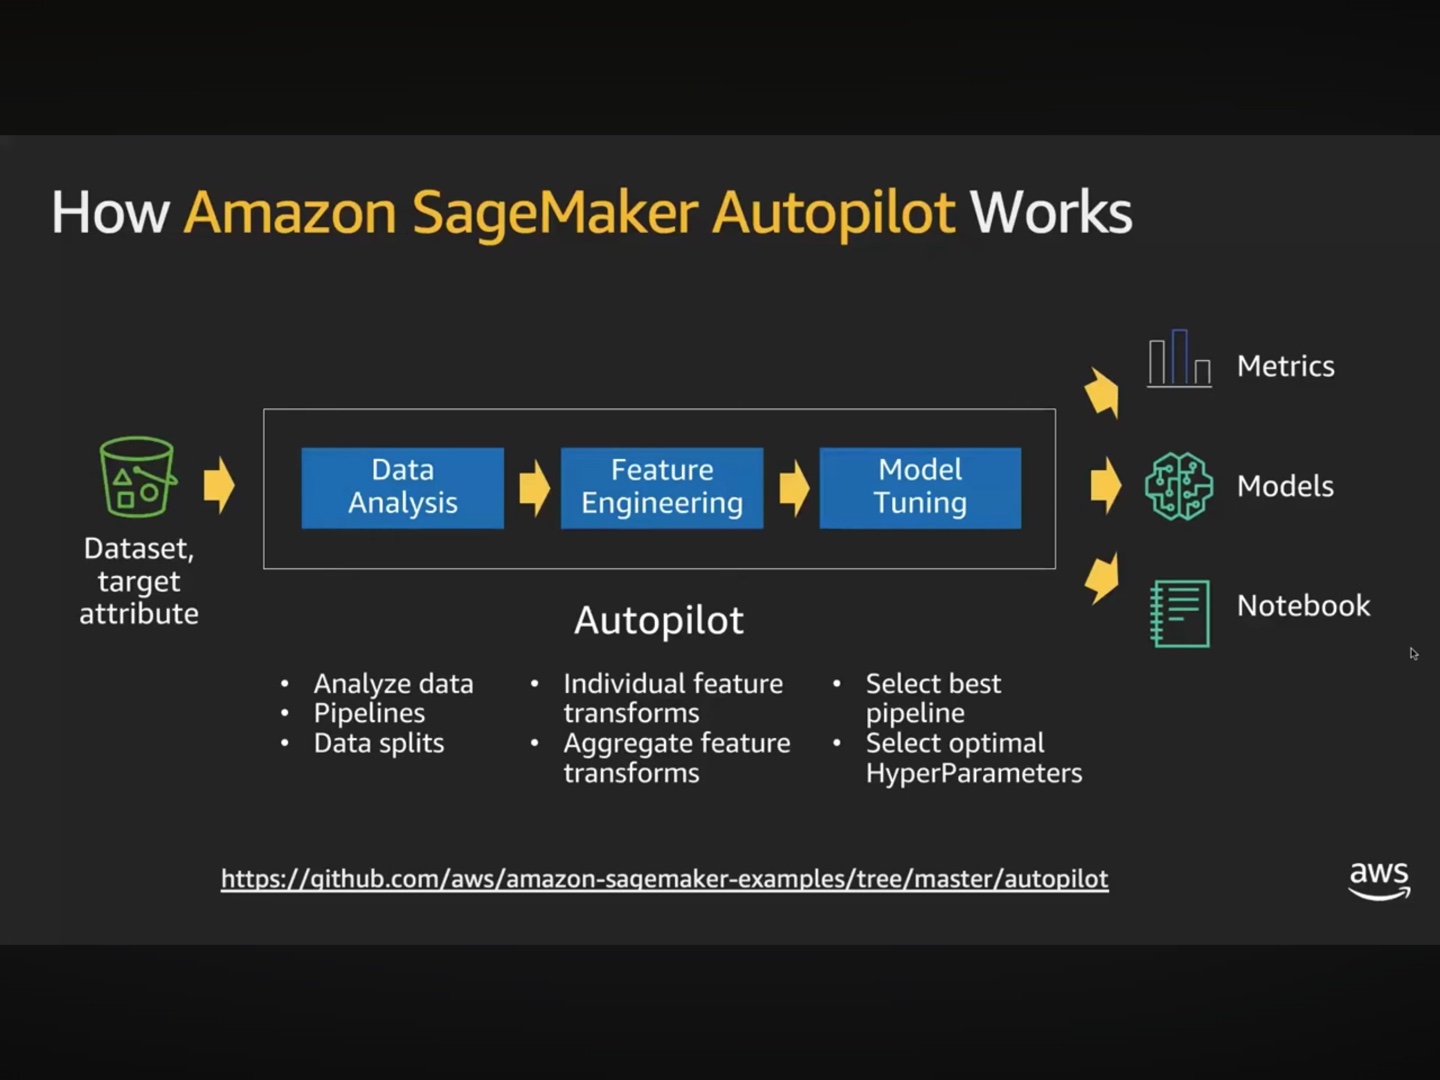 How Amazon SageMaker Autopilot Works
Dataset,
target
attribute
Data
Analysis
Feature
Engineering
Model
Tuning
Metrics
Models
Notebook
Autopilot
• Analyze data
• Pipelines
• Data splits
• Individual feature
transforms
• Aggregate feature
transforms
• Select best
pipeline
• Select optimal
HyperParameters
https://github.com/aws/amazon-sagemaker-examples/tree/master/autopilot
aws